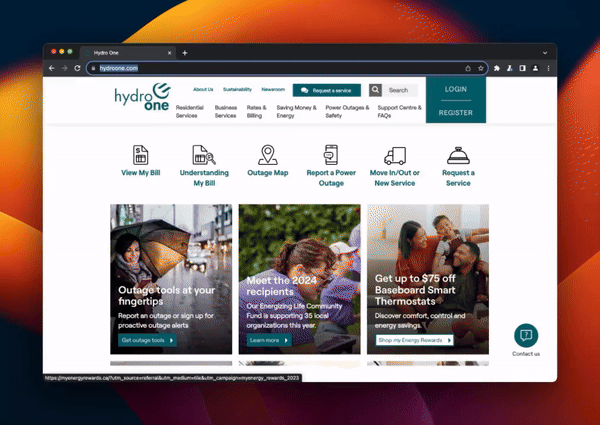 Hydro One
hydroone.com
About Us
Sustainability
Newsroom
Request a service
Search
LOGIN
REGISTER
hydro
one
Residential
Services
Business
Services
Rates &
Billing
Saving Money &
Energy
Power Outages &
Safety
Support Centre &
FAQs
View My Bill
Understanding
My Bill
Outage Map
Report a Power
Outage
Move In/Out or
New Service
Request a
Service
Outage tools at your
fingertips
Report an outage or sign up for
proactive outage alerts
Get outage tools
Meet the 2024
recipients
Our Energizing Life Community
Fund is supporting 35 local
organizations this year.
Learn more
Get up to $75 off
Baseboard Smart
Thermostats
Discover comfort, control and
energy savings.
Shop my Energy Rewards
Contact us
https://myenergyrewards.ca/?utm_source=referral&utm_medium=tile&utm_campaign=myenergy_rewards_2023